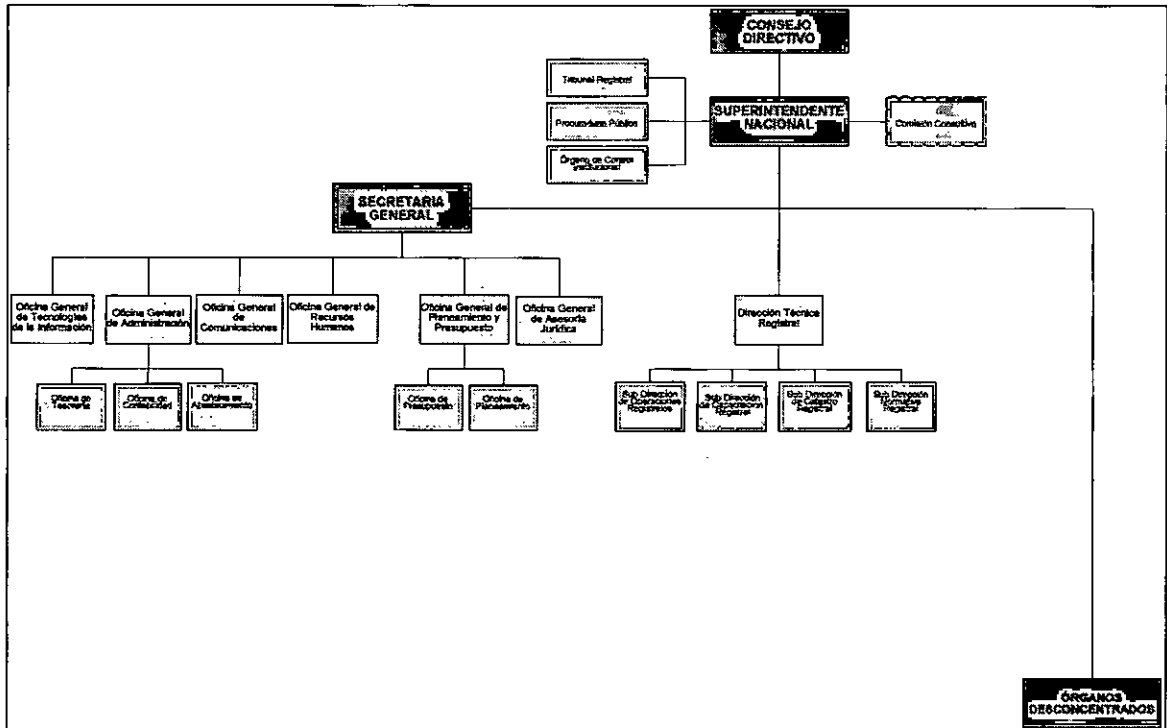 CONSEJO
DIRECTIVO
Tribunal Registral
SUPERINTENDENTE
NACIONAL
Procuraduría Pública
Comisión Consultiva
Órgano de Control
Institucional
SECRETARIA
GENERAL
Oficina General
de Tecnologías
de la Información
Oficina General
de Administración
Oficina General
de
Comunicaciones
Oficina General de
Recursos
Humanos
Oficina General de
Planeamiento y
Presupuesto
Oficina General
de Asesoría
Jurídica
Dirección Técnica
Registral
Oficina de
Tesorería
Oficina de
Contabilidad
Oficina de
Abastecimiento
Oficina de
Presupuesto
Oficina de
Planeamiento
Sub Dirección
de Operaciones
Registrales
Sub Dirección
de Capacitación
Registral
Sub Dirección
de Catastro
Registral
Sub Dirección
Normativa
Registral
ÓRGANOS
DESCONCENTRADOS